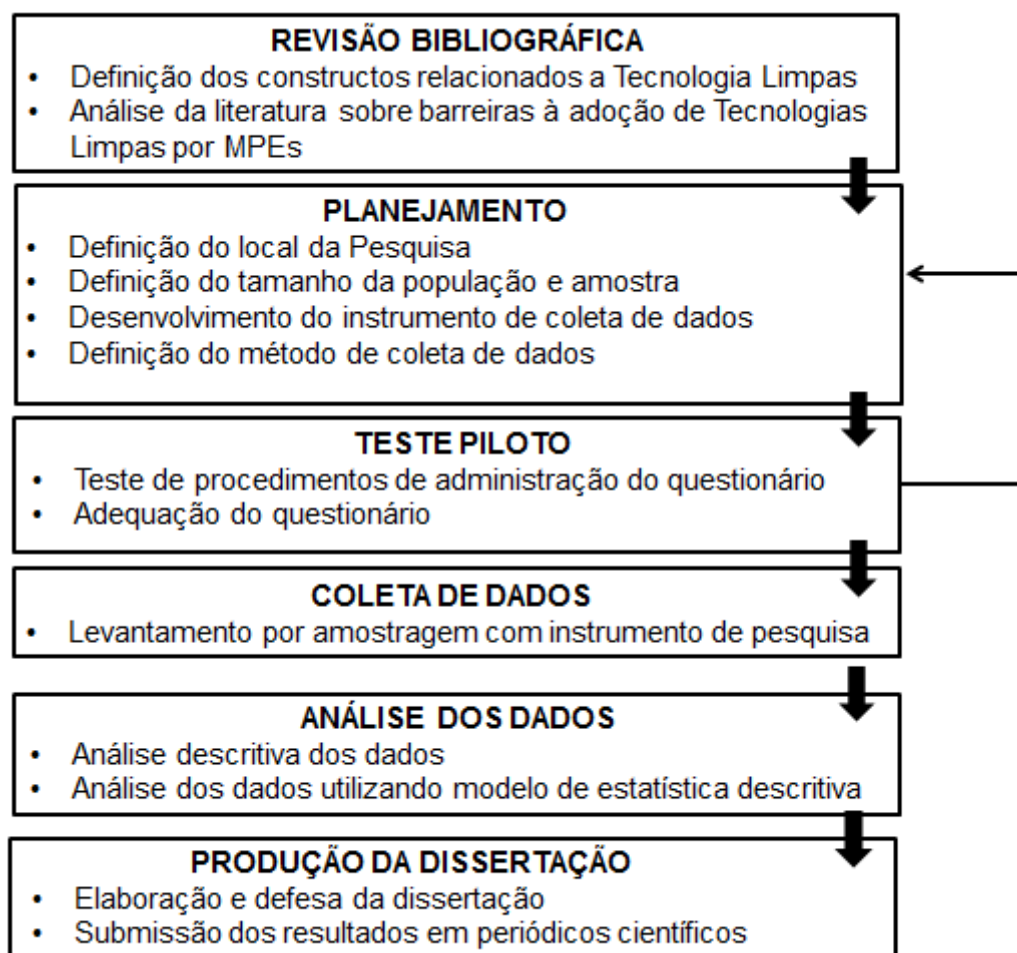 REVISÃO BIBLIOGRÁFICA
• Definição dos constructos relacionados a Tecnologia Limpas
• Análise da literatura sobre barreiras à adoção de Tecnologias
Limpas por MPEs
PLANEJAMENTO
• Definição do local da Pesquisa
• Definição do tamanho da população e amostra
• Desenvolvimento do instrumento de coleta de dados
• Definição do método de coleta de dados
TESTE PILOTO
• Teste de procedimentos de administração do questionário
• Adequação do questionário
COLETA DE DADOS
• Levantamento por amostragem com instrumento de pesquisa
ANÁLISE DOS DADOS
• Análise descritiva dos dados
• Análise dos dados utilizando modelo de estatística descritiva
PRODUÇÃO DA DISSERTAÇÃO
• Elaboração e defesa da dissertação
• Submissão dos resultados em periódicos científicos